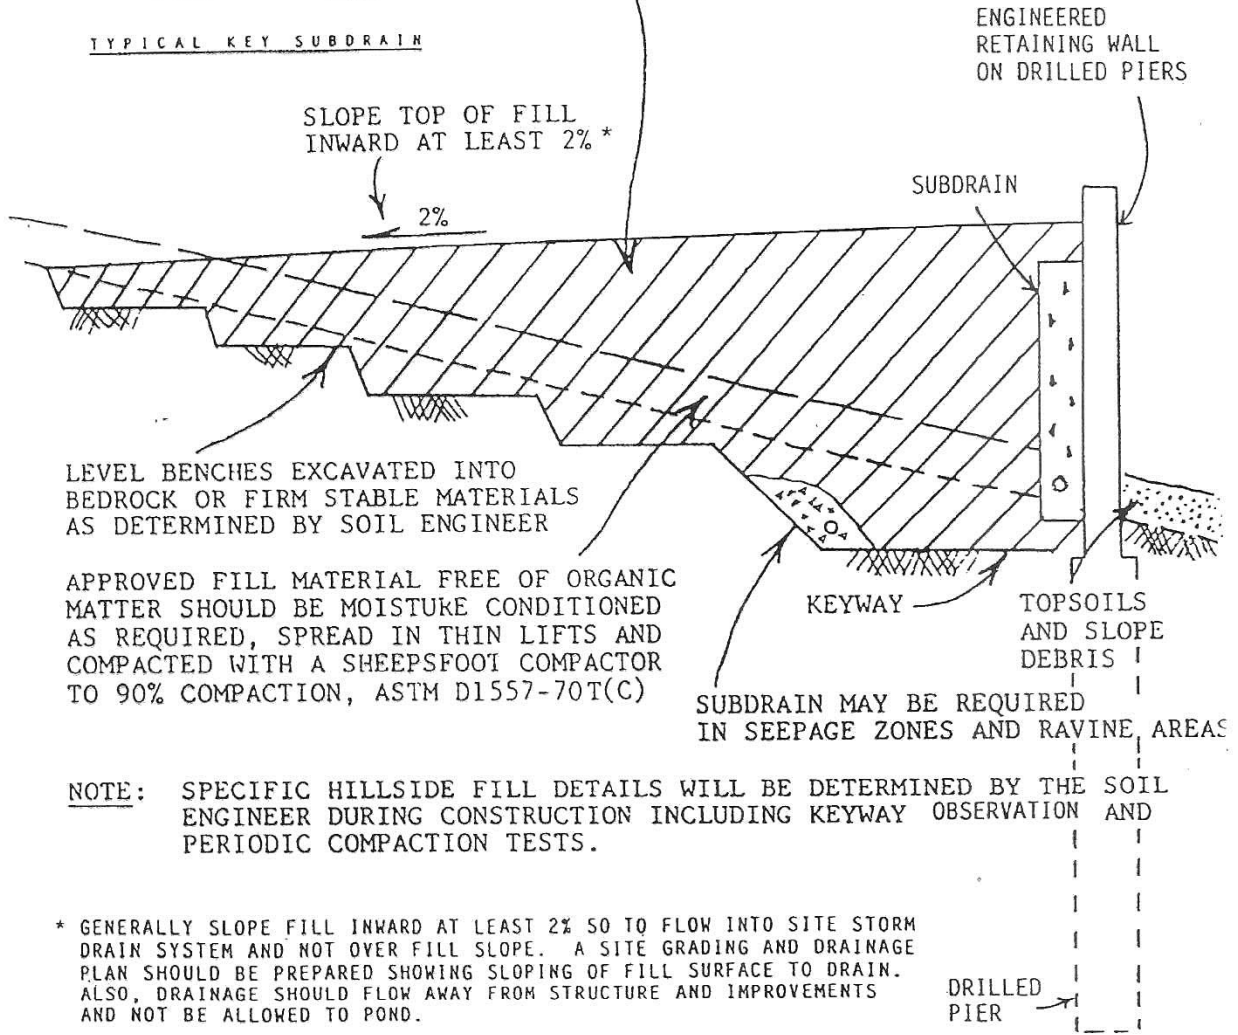 TYPICAL KEY SUBDRAIN
ENGINEERED
RETAINING WALL
ON DRILLED PIERS
SLOPE TOP OF FILL
INWARD AT LEAST 2% *
SUBDRAIN
2%
LEVEL BENCHES EXCAVATED INTO
BEDROCK OR FIRM STABLE MATERIALS
AS DETERMINED BY SOIL ENGINEER
APPROVED FILL MATERIAL FREE OF ORGANIC
MATTER SHOULD BE MOISTURE CONDITIONED
AS REQUIRED, SPREAD IN THIN LIFTS AND
COMPACTED WITH A SHEEPSFOOT COMPACTOR
TO 90% COMPACTION, ASTM D1557-70T(C)
KEYWAY
TOPSOILS
AND SLOPE
DEBRIS
SUBDRAIN MAY BE REQUIRED
IN SEEPAGE ZONES AND RAVINE AREAS
NOTE: SPECIFIC HILLSIDE FILL DETAILS WILL BE DETERMINED BY THE SOIL
ENGINEER DURING CONSTRUCTION INCLUDING KEYWAY OBSERVATION AND
PERIODIC COMPACTION TESTS.
* GENERALLY SLOPE FILL INWARD AT LEAST 2% SO TO FLOW INTO SITE STORM
DRAIN SYSTEM AND NOT OVER FILL SLOPE. A SITE GRADING AND DRAINAGE
PLAN SHOULD BE PREPARED SHOWING SLOPING OF FILL SURFACE TO DRAIN.
ALSO, DRAINAGE SHOULD FLOW AWAY FROM STRUCTURE AND IMPROVEMENTS
AND NOT BE ALLOWED TO POND.
DRILLED
PIER